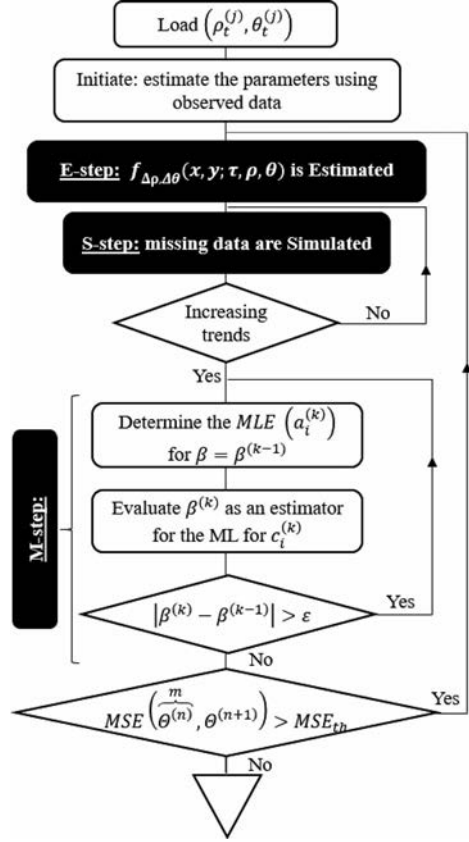 Load (ρ_t^(j), θ_t^(j))
Initiate: estimate the parameters using
observed data
E-step: f_Δρ,Δθ(x, y; τ, ρ, θ) is Estimated
S-step: missing data are Simulated
Increasing
trends
No
Yes
M-step:
Determine the MLE (a_i^(k))
for β = β^(k−1)
Evaluate β^(k) as an estimator
for the ML for c_i^(k)
|β^(k) − β^(k−1)| > ε
Yes
No
m
MSE (Θ^(n), Θ^(n+1)) > MSE_th
Yes
No